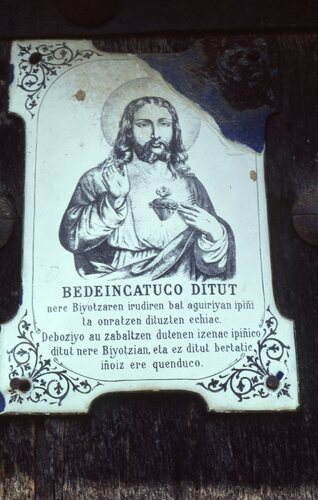 BEDEINCATUCO DITUT
nere Biyotzaren irudiren bat aguiriyan ipiñi
ta onratzen dituzten echiac.
Deboziyo au zabaltzen dutenen izenac ipiñico
ditut nere Biyotzian, eta ez ditut bertatic
iñoiz ere quenduco.